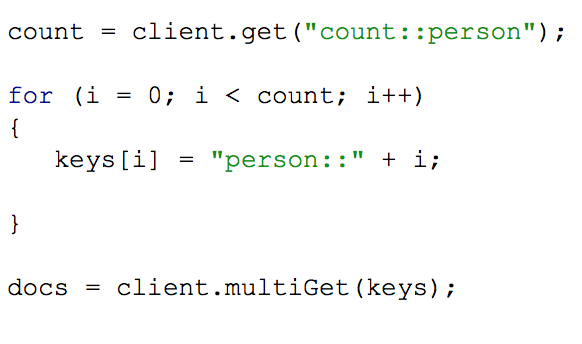 count = client.get("count::person");
for (i = 0; i < count; i++)
{
keys[i] = "person::" + i;
}
docs = client.multiGet(keys);